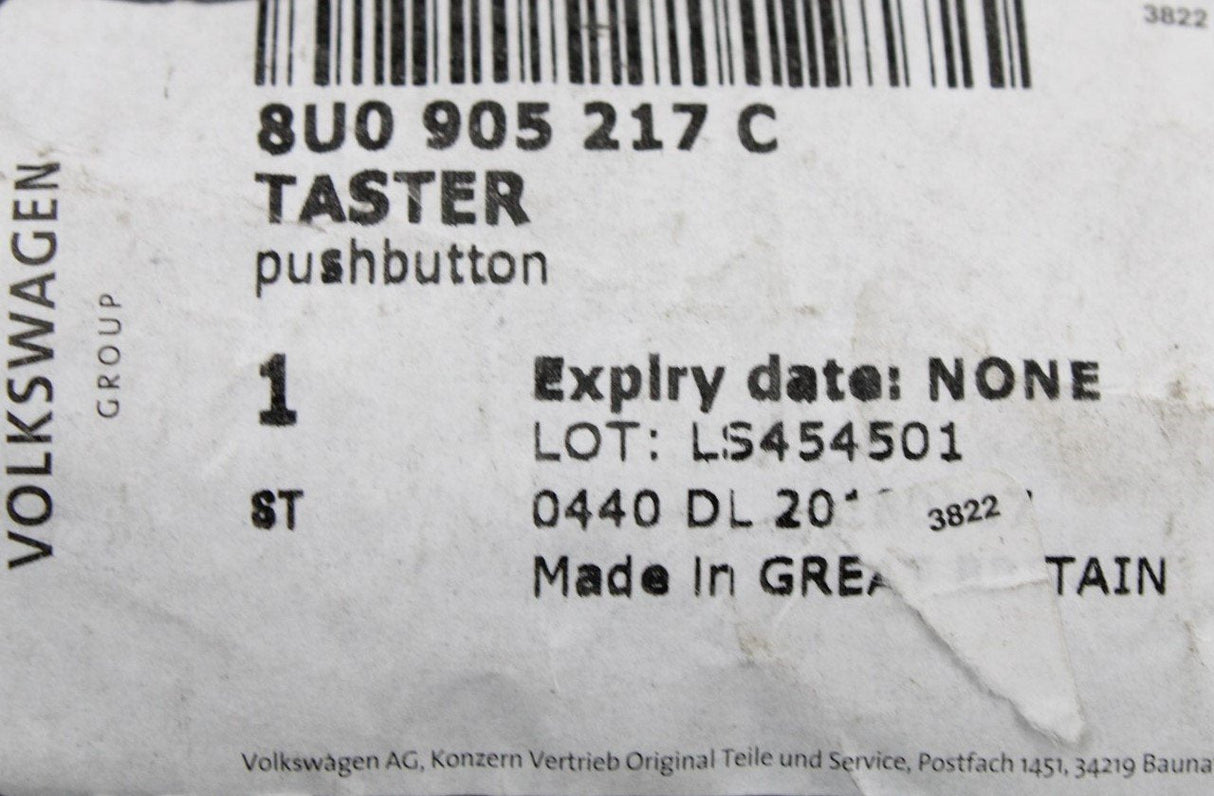 3822
8U0 905 217 C
TASTER
pushbutton
VOLKSWAGEN
GROUP
1
Expiry date: NONE
LOT: LS454501
ST
0440 DL
3822
Made in TAIN
Volkswagen AG, Konzern Vertrieb Original Teile und Service, Postfach 1451, 34219 Bauna